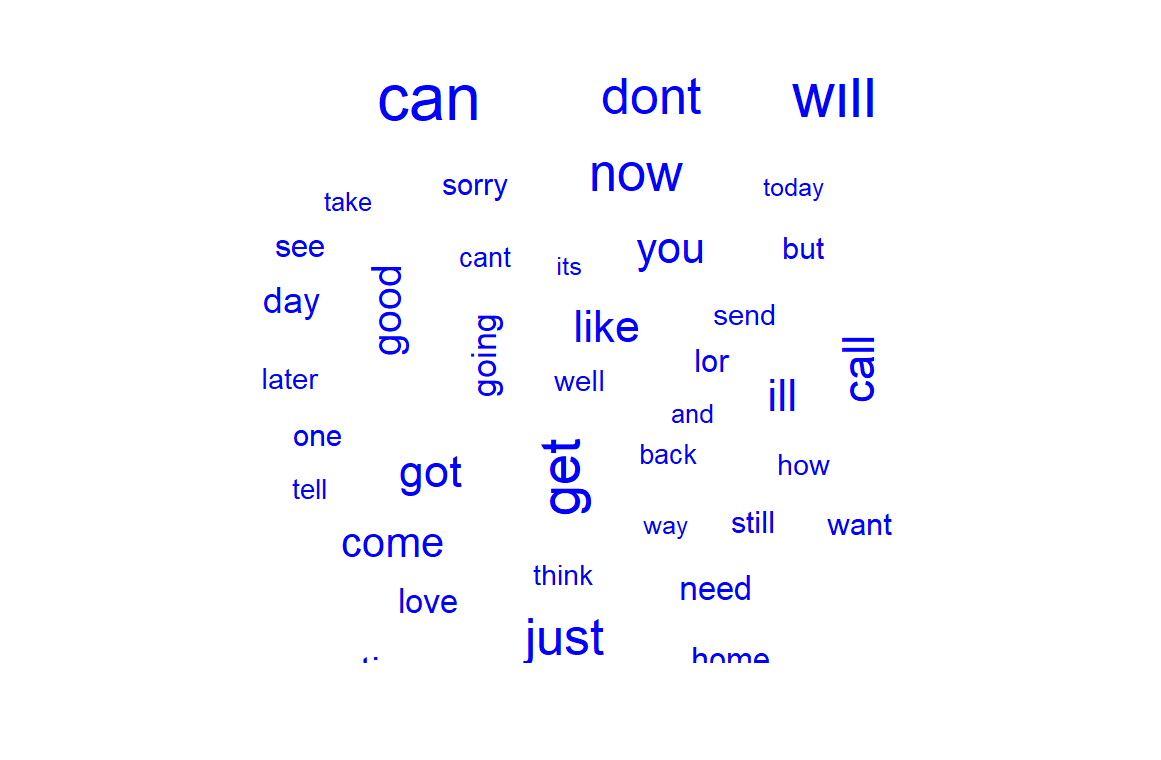 can dont will
now
sorry
today
take
see
cant
its
you
but
good
day
going
like
send
call
later
well
lor
ill
and
one
got
get
back
how
tell
way
still
want
come
think
need
love
just
home